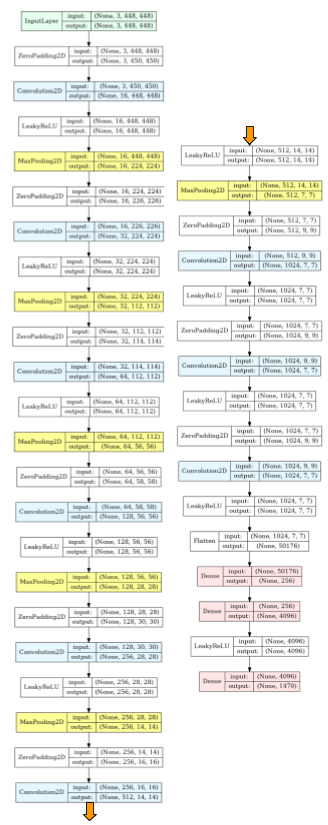 InputLayer input: (None, 3, 448, 448)
output: (None, 3, 448, 448)
ZeroPadding2D input: (None, 3, 448, 448)
output: (None, 3, 450, 450)
Convolution2D input: (None, 3, 450, 450)
output: (None, 16, 448, 448)
LeakyReLU input: (None, 16, 448, 448)
output: (None, 16, 448, 448)
MaxPooling2D input: (None, 16, 448, 448)
output: (None, 16, 224, 224)
ZeroPadding2D input: (None, 16, 224, 224)
output: (None, 16, 226, 226)
Convolution2D input: (None, 16, 226, 226)
output: (None, 32, 224, 224)
LeakyReLU input: (None, 32, 224, 224)
output: (None, 32, 224, 224)
MaxPooling2D input: (None, 32, 224, 224)
output: (None, 32, 112, 112)
ZeroPadding2D input: (None, 32, 112, 112)
output: (None, 32, 114, 114)
Convolution2D input: (None, 32, 114, 114)
output: (None, 64, 112, 112)
LeakyReLU input: (None, 64, 112, 112)
output: (None, 64, 112, 112)
MaxPooling2D input: (None, 64, 112, 112)
output: (None, 64, 56, 56)
ZeroPadding2D input: (None, 64, 56, 56)
output: (None, 64, 58, 58)
Convolution2D input: (None, 64, 58, 58)
output: (None, 128, 56, 56)
LeakyReLU input: (None, 128, 56, 56)
output: (None, 128, 56, 56)
MaxPooling2D input: (None, 128, 56, 56)
output: (None, 128, 28, 28)
ZeroPadding2D input: (None, 128, 28, 28)
output: (None, 128, 30, 30)
Convolution2D input: (None, 128, 30, 30)
output: (None, 256, 28, 28)
LeakyReLU input: (None, 256, 28, 28)
output: (None, 256, 28, 28)
MaxPooling2D input: (None, 256, 28, 28)
output: (None, 256, 14, 14)
ZeroPadding2D input: (None, 256, 14, 14)
output: (None, 256, 16, 16)
Convolution2D input: (None, 256, 16, 16)
output: (None, 512, 14, 14)
LeakyReLU input: (None, 512, 14, 14)
output: (None, 512, 14, 14)
MaxPooling2D input: (None, 512, 14, 14)
output: (None, 512, 7, 7)
ZeroPadding2D input: (None, 512, 7, 7)
output: (None, 512, 9, 9)
Convolution2D input: (None, 512, 9, 9)
output: (None, 1024, 7, 7)
LeakyReLU input: (None, 1024, 7, 7)
output: (None, 1024, 7, 7)
ZeroPadding2D input: (None, 1024, 7, 7)
output: (None, 1024, 9, 9)
Convolution2D input: (None, 1024, 9, 9)
output: (None, 1024, 7, 7)
LeakyReLU input: (None, 1024, 7, 7)
output: (None, 1024, 7, 7)
ZeroPadding2D input: (None, 1024, 7, 7)
output: (None, 1024, 9, 9)
Convolution2D input: (None, 1024, 9, 9)
output: (None, 1024, 7, 7)
LeakyReLU input: (None, 1024, 7, 7)
output: (None, 1024, 7, 7)
Flatten input: (None, 1024, 7, 7)
output: (None, 50176)
Dense input: (None, 50176)
output: (None, 256)
Dense input: (None, 256)
output: (None, 4096)
LeakyReLU input: (None, 4096)
output: (None, 4096)
Dense input: (None, 4096)
output: (None, 1470)